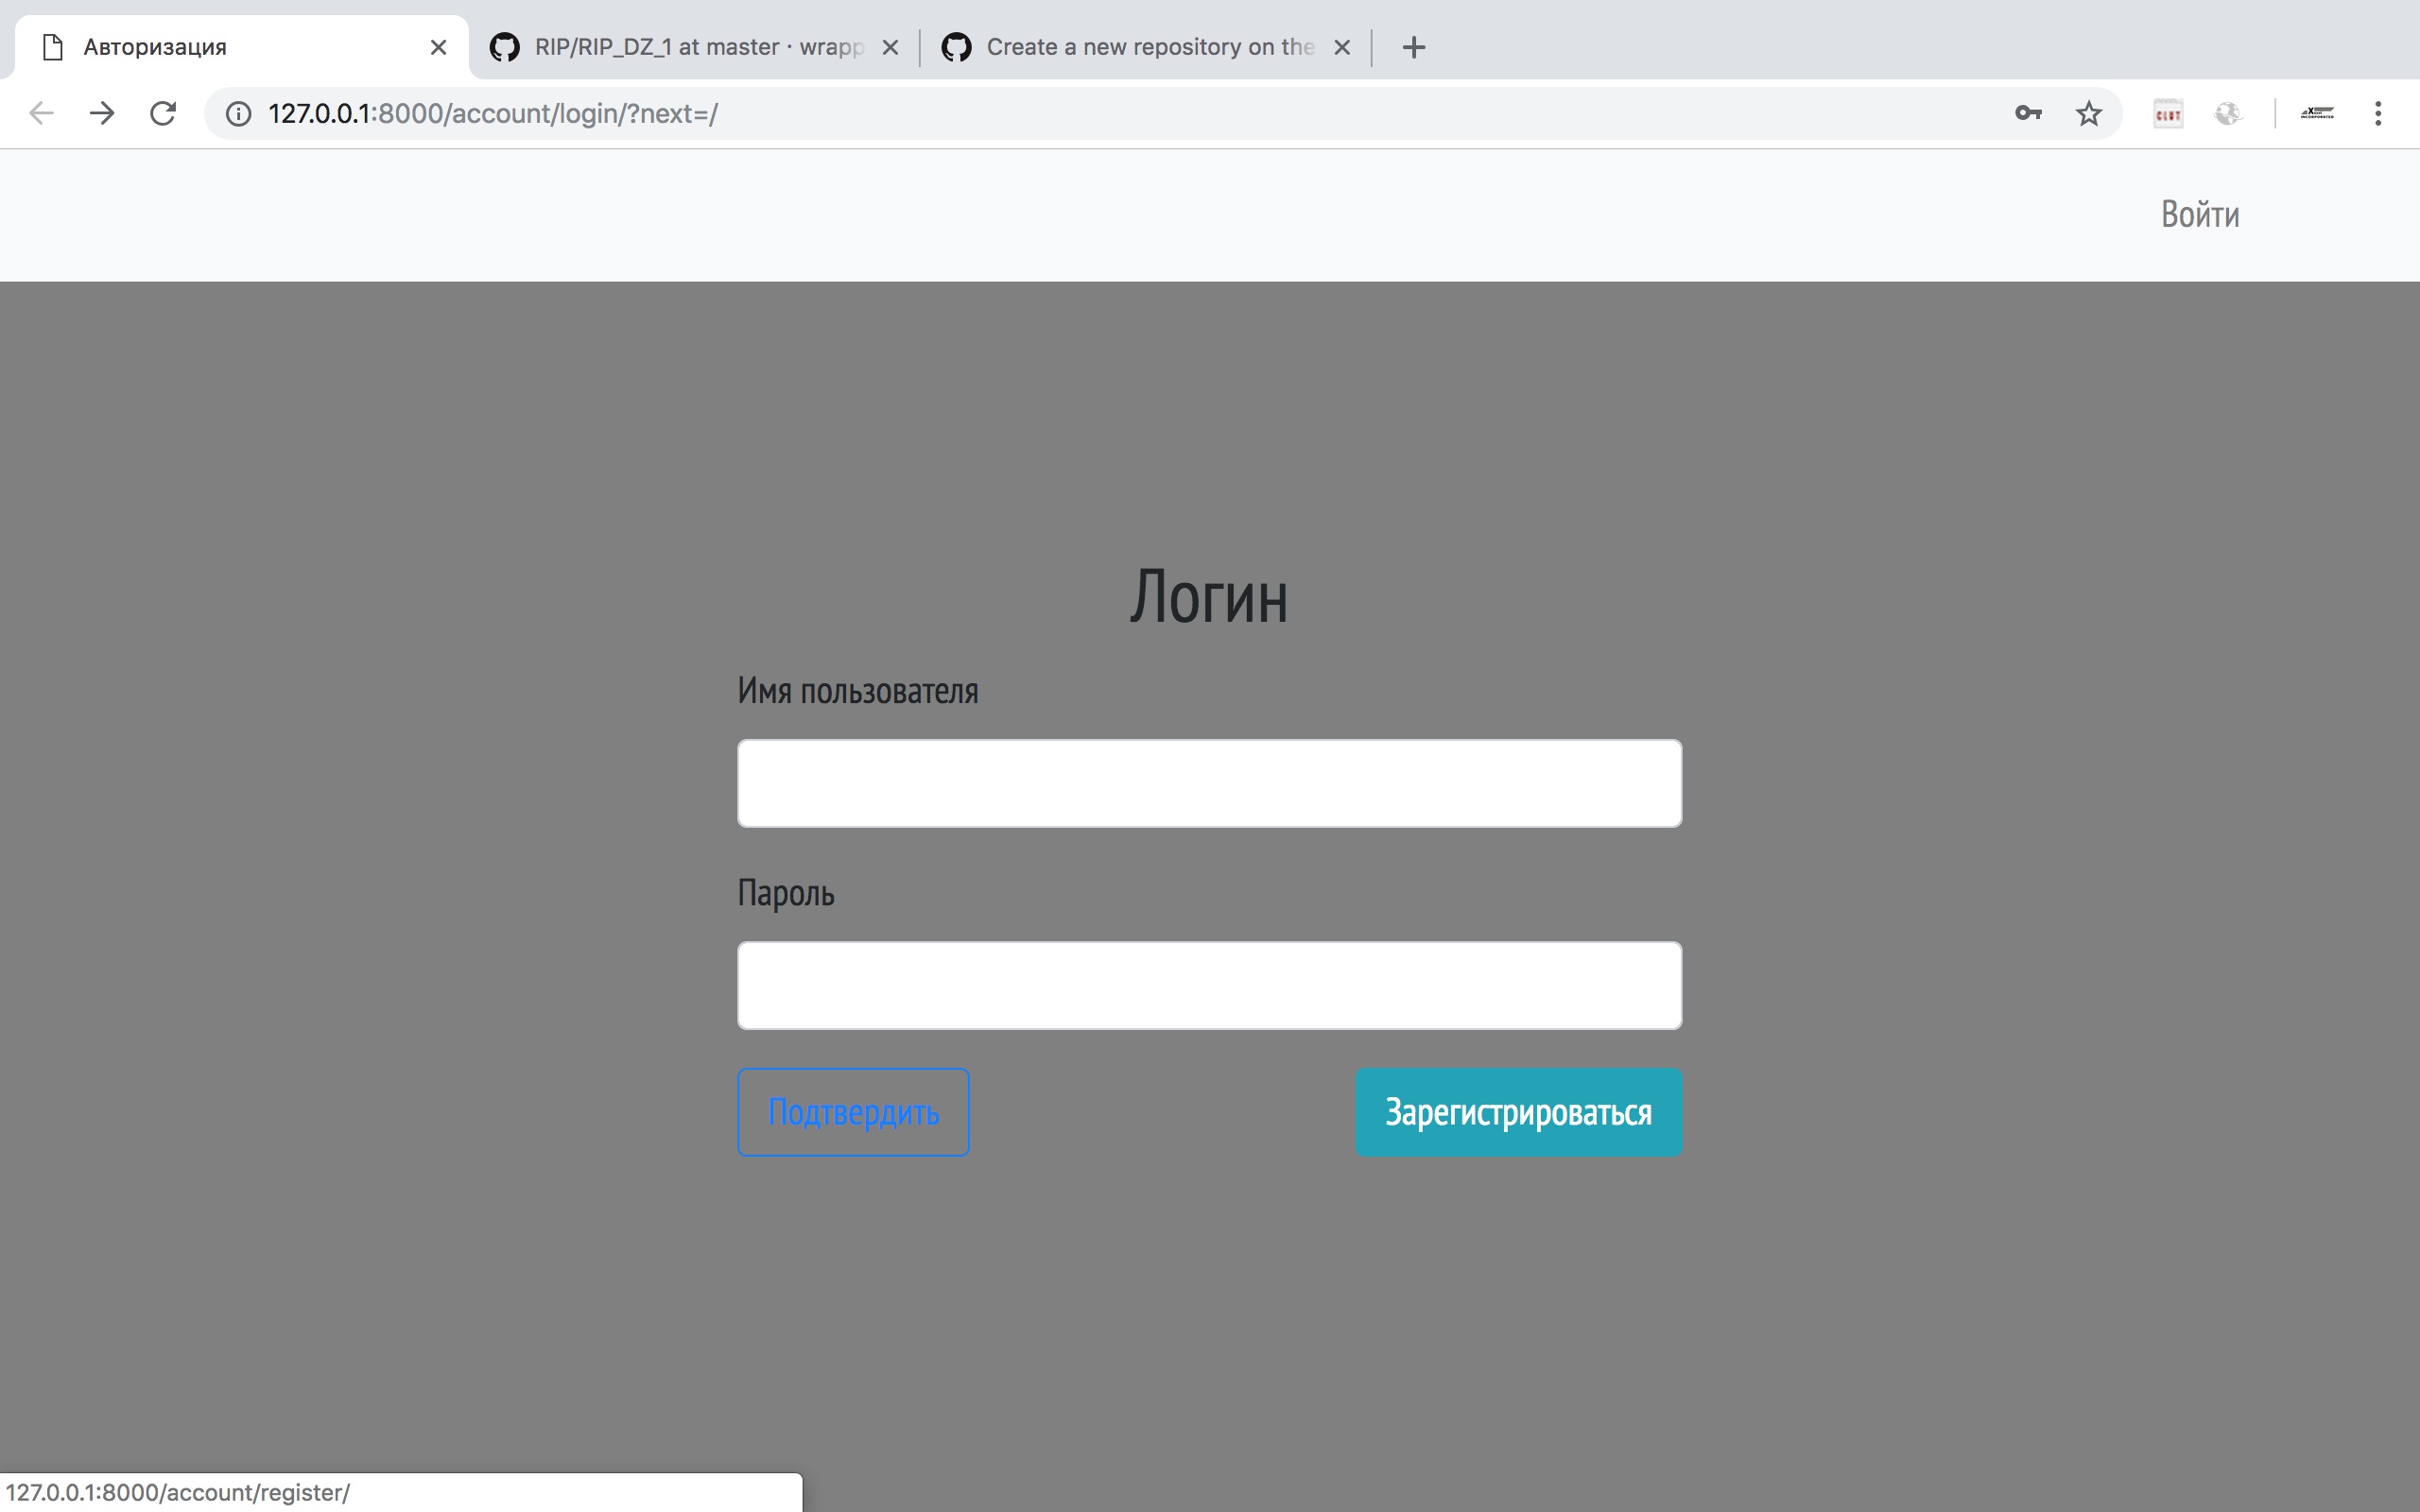 Авторизация
RIP/RIP_DZ_1 at master · wrapp
Create a new repository on the
127.0.0.1:8000/account/login/?next=/
Войти
Логин
Имя пользователя
Пароль
Подтвердить
Зарегистрироваться
127.0.0.1:8000/account/register/